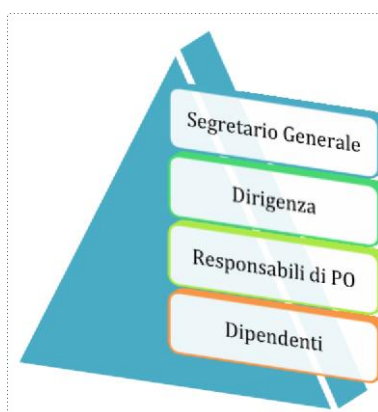 Segretario Generale
Dirigenza
Responsabili di PO
Dipendenti